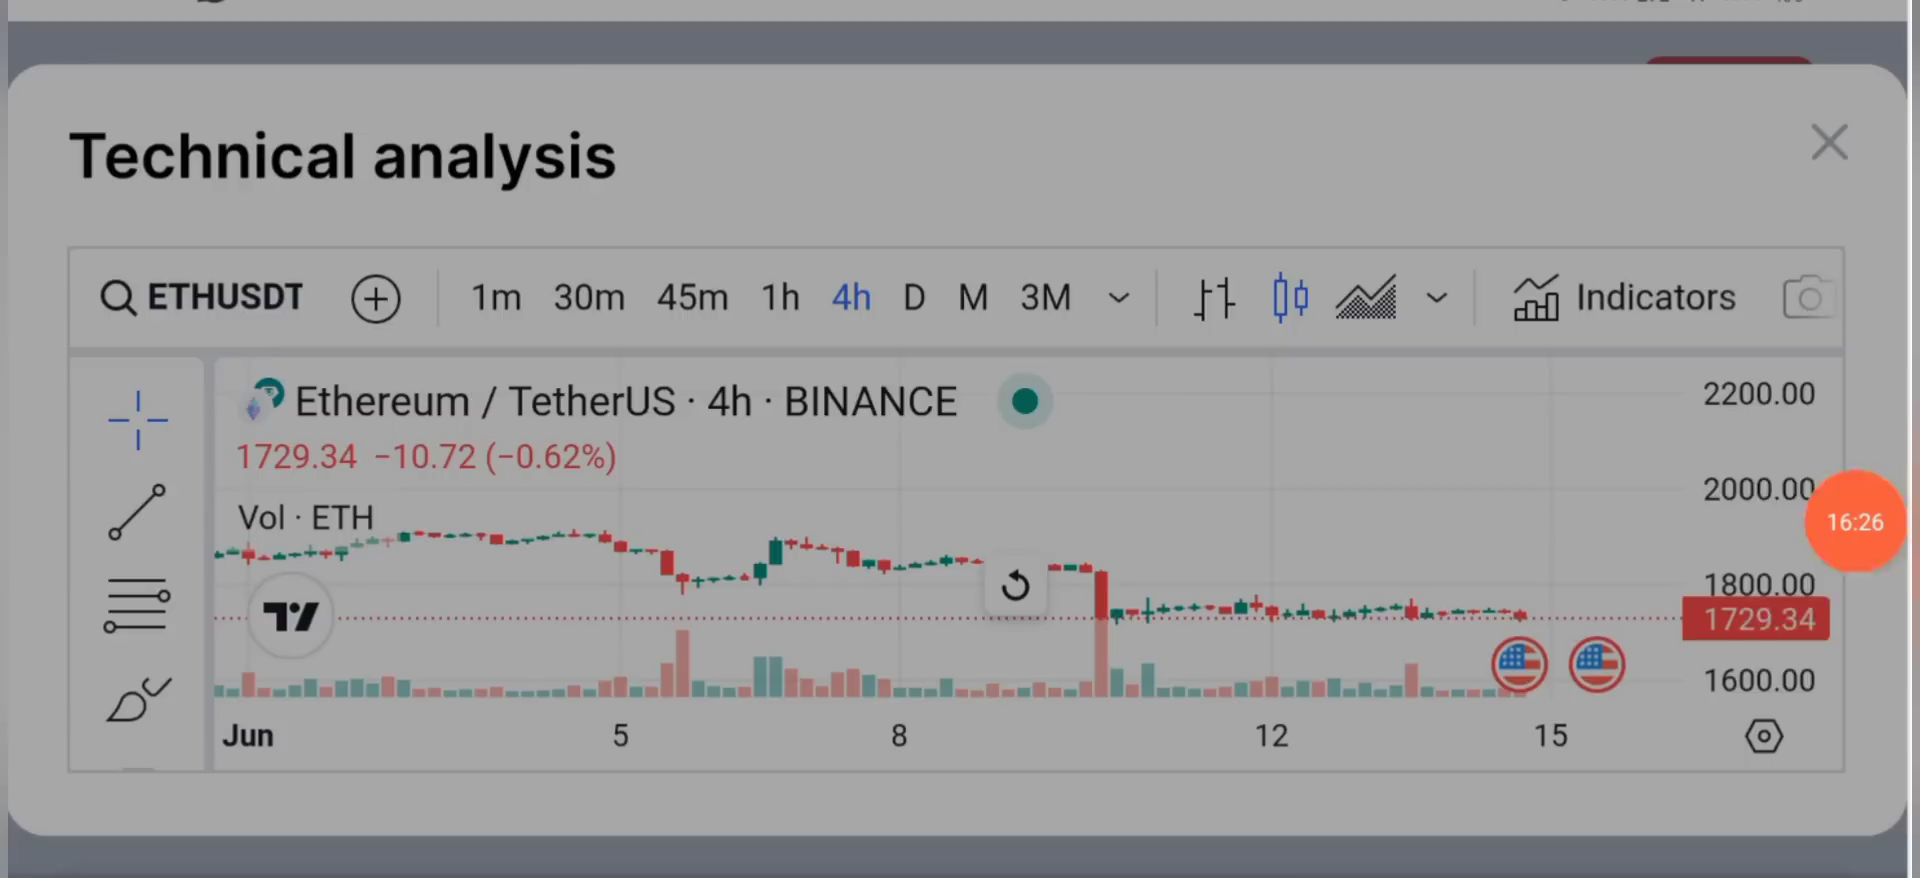 Technical analysis
ETHUSDT 1m 30m 45m 1h 4h D M 3M Indicators
Ethereum / TetherUS · 4h · BINANCE
1729.34 −10.72 (−0.62%)
Vol · ETH
2200.00
2000.00
16:26
1800.00
1729.34
1600.00
Jun 5 8 12 15